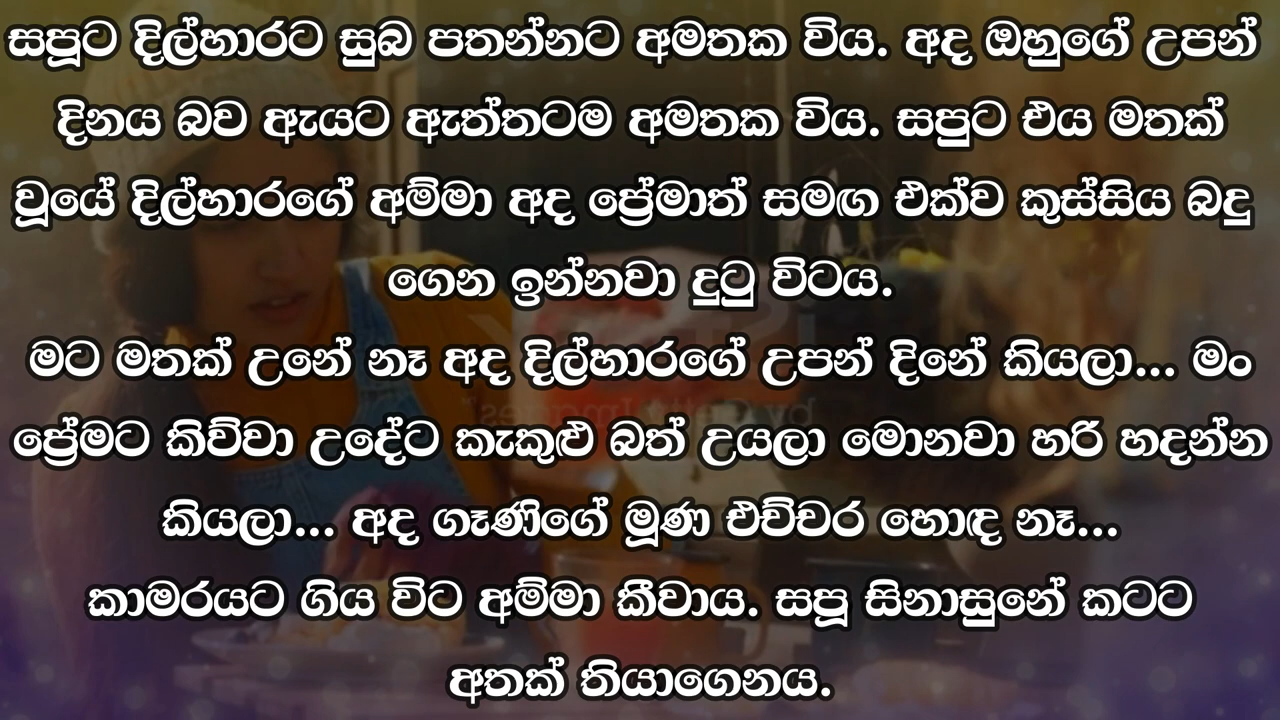 සපූට දිල්හාරට සුබ පතන්නට අමතක විය. අද ඔහුගේ උපන්
දිනය බව ඇයට ඇත්තටම අමතක විය. සපුට එය මතක්
වූයේ දිල්හාරගේ අම්මා අද ප්‍රේමාත් සමඟ එක්ව කුස්සිය බදු
ගෙන ඉන්නවා දුටු විටය.
මට මතක් උනේ නෑ අද දිල්හාරගේ උපන් දිනේ කියලා... මං
ප්‍රේමට කිව්වා උදේට කැකුළු බත් උයලා මොනවා හරි හදන්න
කියලා... අද ගෑණිගේ මූණ එච්චර හොඳ නෑ...
කාමරයට ගිය විට අම්මා කීවාය. සපූ සිනාසුනේ කටට
අතක් තියාගෙනය.